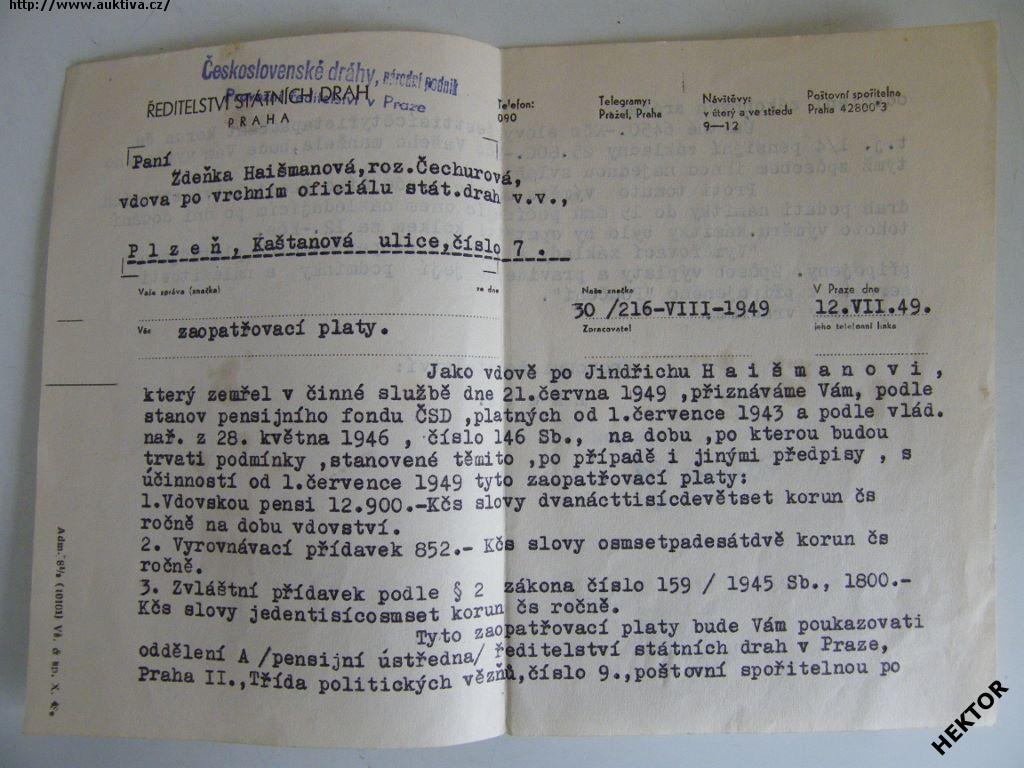 http://www.auktiva.cz/
Československé dráhy, národní podnik
ŘEDITELSTVÍ STÁTNÍCH DRAH
ředitelství v Praze
PRAHA
Telefon:
090
Telegramy:
Prářel, Praha
Návštěvy:
v úterý a ve středu
9—12
Poštovní spořitelna
Praha 42800*3
Paní
Zdeňka Haišmanová,roz.Čechurová,
vdova po vrchním oficiálu stát.drah v.v.,
Plzeň, Kaštanová ulice,číslo 7.
Vaše zpráva (značka)
ze dne
Naše značka
V Praze dne
30 /216-VIII-1949
12.VII.49.
Věc
zaopatřovací platy.
Zpracovatel
jeho telefonní linka
Jako vdově po Jindřichu Haišmanovi,
který zemřel v činné službě dne 21.června 1949 ,přiznáváme Vám, podle
stanov pensijního fondu ČSD ,platných od 1.července 1943 a podle vlád.
nař. z 28. května 1946 , číslo 146 Sb., na dobu ,po kterou budou
trvati podmínky ,stanovené těmito ,po případě i jinými předpisy , s
účinností od 1.července 1949 tyto zaopatřovací platy:
1.Vdovskou pensi 12.900.-Kčs slovy dvanácttisícdevětset korun čs
ročně na dobu vdovství.
2. Vyrovnávací přídavek 852.- Kčs slovy osmsetpadesátdvě korun čs
ročně.
3. Zvláštní přídavek podle § 2 zákona číslo 159 / 1945 Sb., 1800.-
Kčs slovy jedentisícosmset korun čs ročně.
Tyto zaopatřovací platy bude Vám poukazovati
oddělení A /pensijní ústředna/ ředitelství státních drah v Praze,
Praha II.,Třída politických vězňů,číslo 9.,poštovní spořitelnou po
HEKTOR